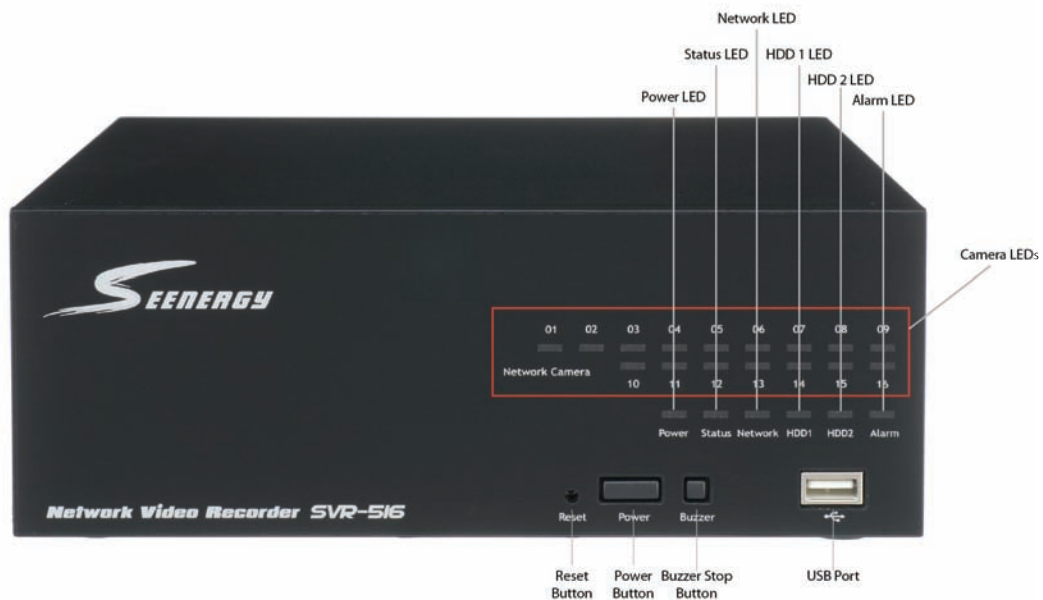 Network LED
Status LED
HDD 1 LED
HDD 2 LED
Power LED
Alarm LED
Camera LEDs
SEENERGY
01 02 03 04 05 06 07 08 09
Network Camera
10 11 12 13 14 15 16
Power Status Network HDD1 HDD2 Alarm
Network Video Recorder SVR-516
Reset Power Buzzer
Reset Button
Power Button
Buzzer Stop Button
USB Port